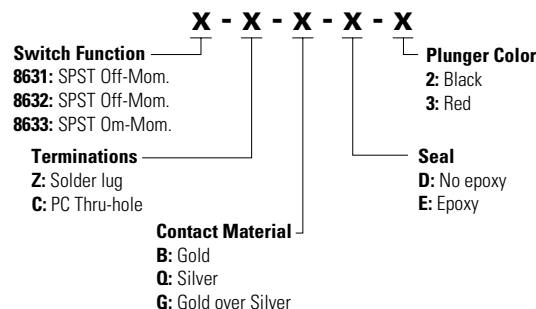 X - X - X - X - X
Switch Function
8631: SPST Off-Mom.
8632: SPST Off-Mom.
8633: SPST Om-Mom.
Plunger Color
2: Black
3: Red
Terminations
Z: Solder lug
C: PC Thru-hole
Seal
D: No epoxy
E: Epoxy
Contact Material
B: Gold
Q: Silver
G: Gold over Silver